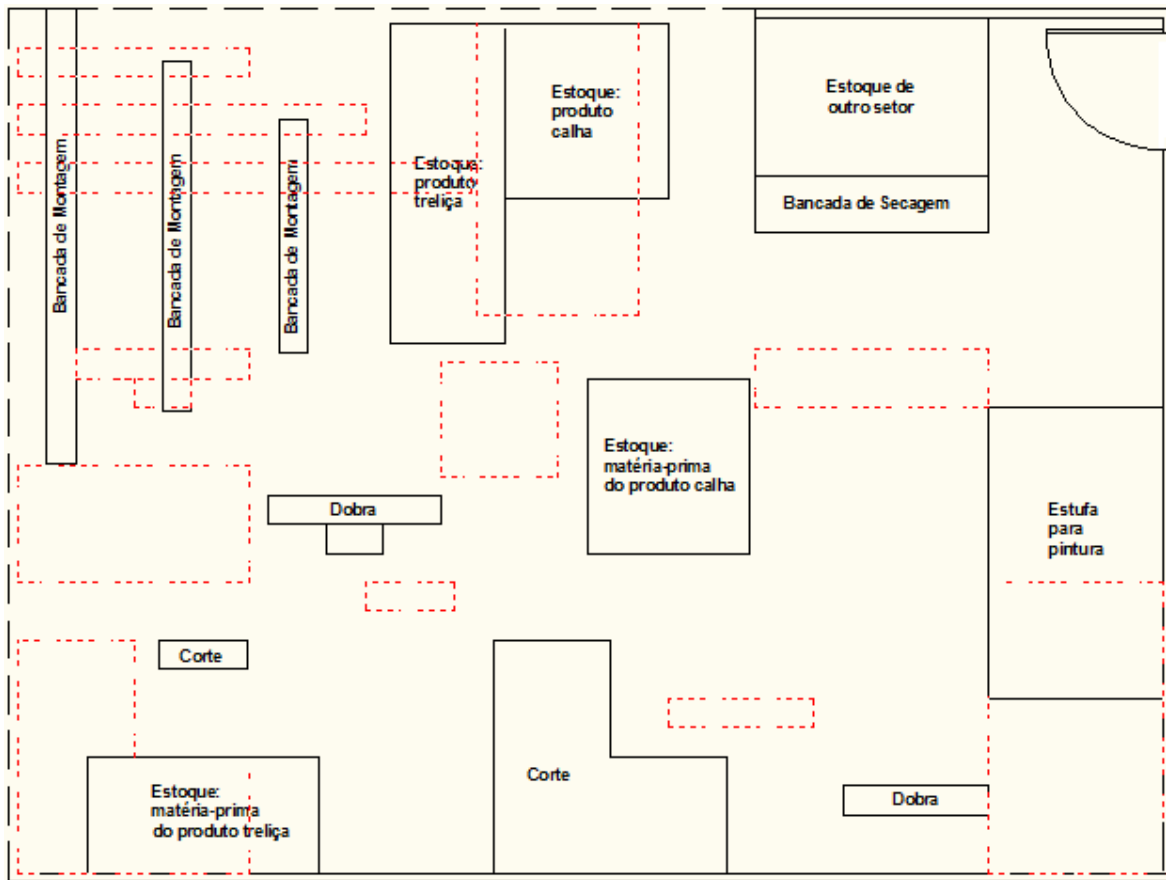 Bancada de Montagem
Bancada de Montagem
Bancada de Montagem
Estoque:
produto
treliça
Estoque:
produto
calha
Estoque de
outro setor
Bancada de Secagem
Estoque:
matéria-prima
do produto calha
Dobra
Estufa
para
pintura
Corte
Estoque:
matéria-prima
do produto treliça
Corte
Dobra